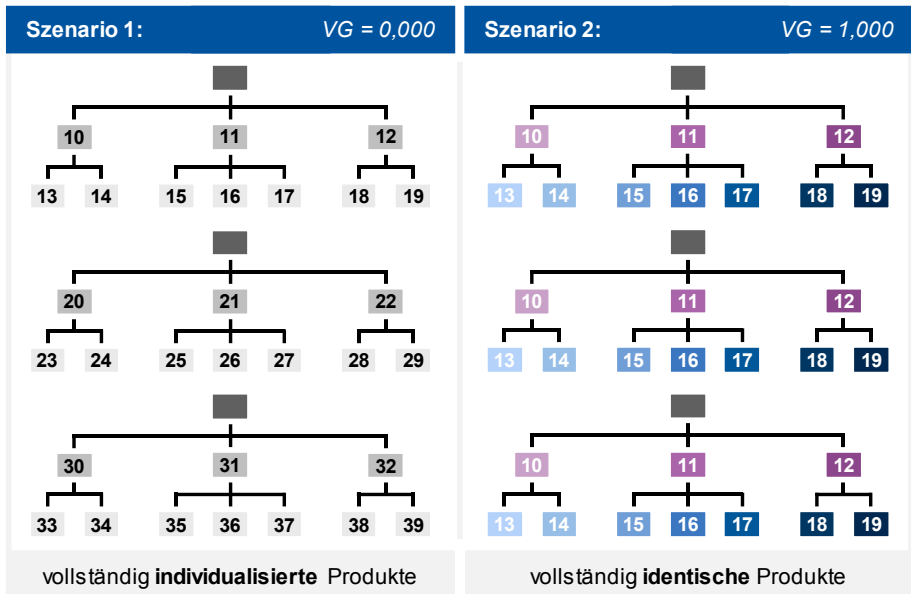 Szenario 1: VG = 0,000
10 11 12
13 14 15 16 17 18 19
20 21 22
23 24 25 26 27 28 29
30 31 32
33 34 35 36 37 38 39
vollständig individualisierte Produkte
Szenario 2: VG = 1,000
10 11 12
13 14 15 16 17 18 19
10 11 12
13 14 15 16 17 18 19
10 11 12
13 14 15 16 17 18 19
vollständig identische Produkte